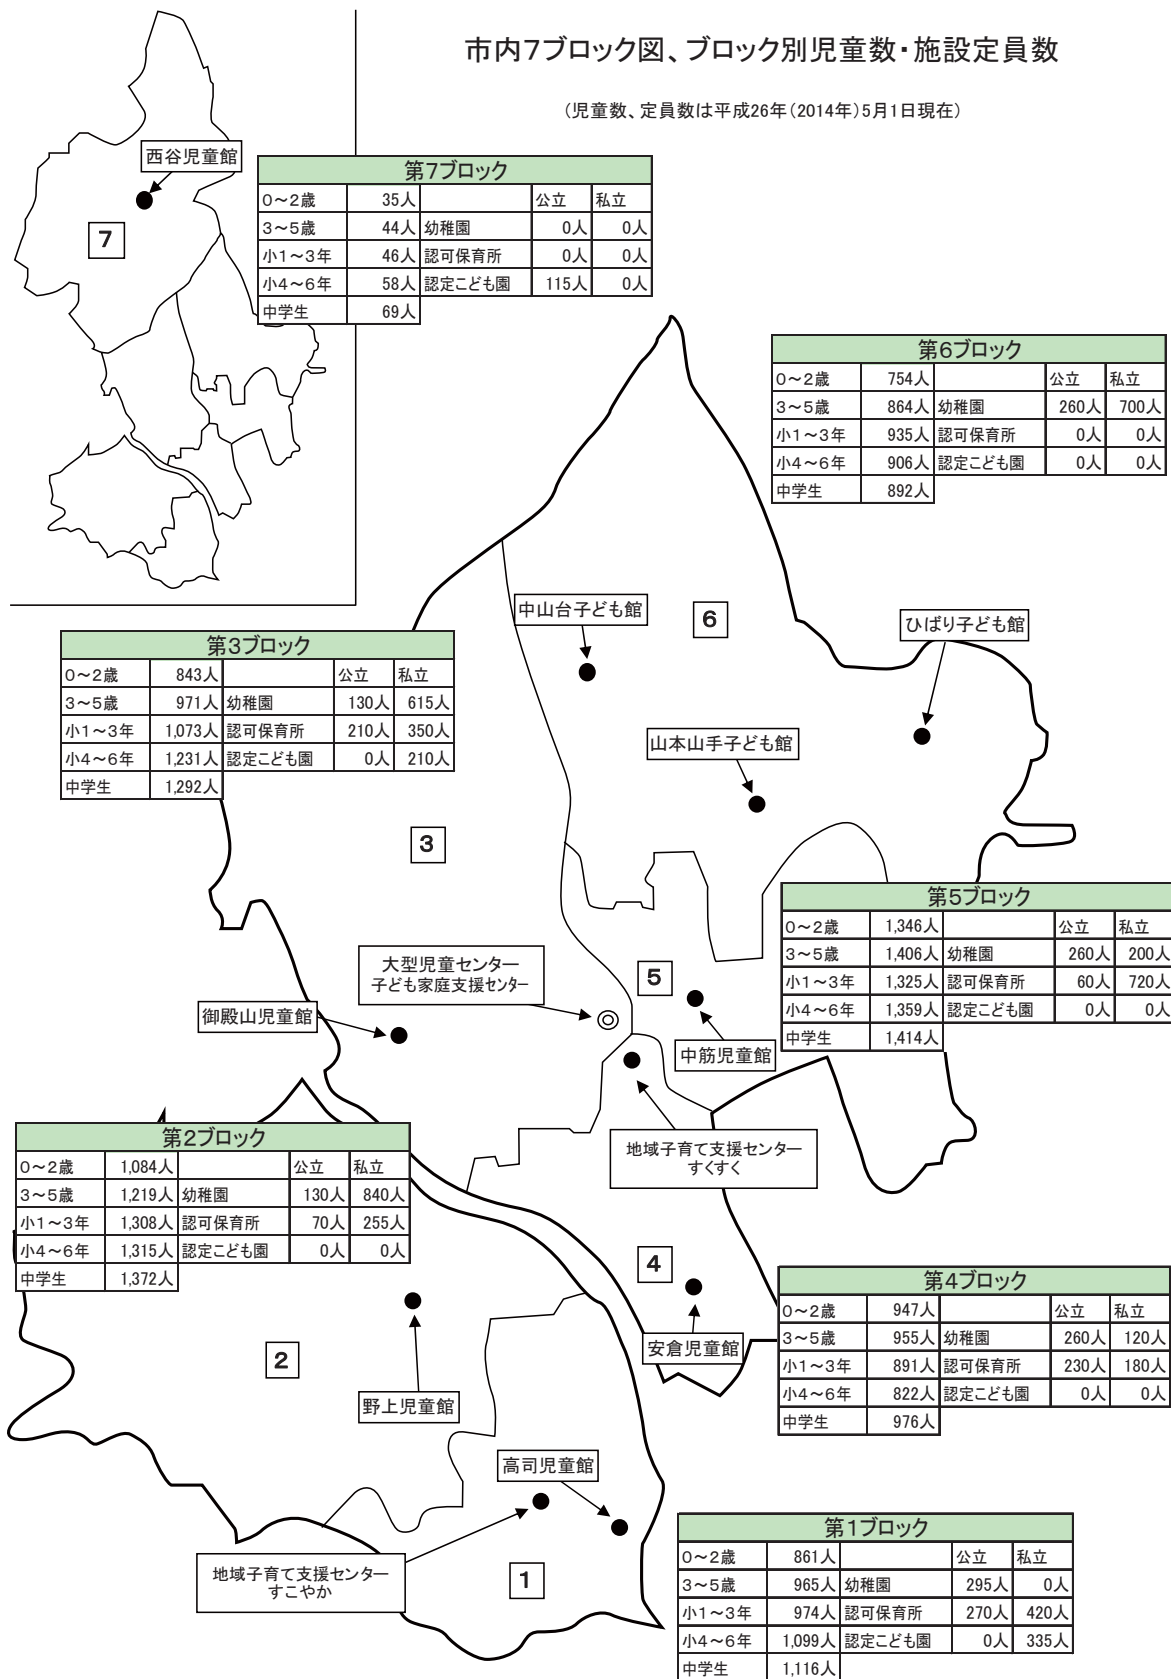 市内7ブロック図、ブロック別児童数・施設定員数
(児童数、定員数は平成26年(2014年)5月1日現在)
西谷児童館
7
第7ブロック
0～2歳 35人 公立 私立
3～5歳 44人 幼稚園 0人 0人
小1～3年 46人 認可保育所 0人 0人
小4～6年 58人 認定こども園 115人 0人
中学生 69人
第6ブロック
0～2歳 754人 公立 私立
3～5歳 864人 幼稚園 260人 700人
小1～3年 935人 認可保育所 0人 0人
小4～6年 906人 認定こども園 0人 0人
中学生 892人
中山台子ども館
6
ひばり子ども館
山本山手子ども館
第3ブロック
0～2歳 843人 公立 私立
3～5歳 971人 幼稚園 130人 615人
小1～3年 1,073人 認可保育所 210人 350人
小4～6年 1,231人 認定こども園 0人 210人
中学生 1,292人
3
第5ブロック
0～2歳 1,346人 公立 私立
3～5歳 1,406人 幼稚園 260人 200人
小1～3年 1,325人 認可保育所 60人 720人
小4～6年 1,359人 認定こども園 0人 0人
中学生 1,414人
大型児童センター
子ども家庭支援センター
5
御殿山児童館
中筋児童館
地域子育て支援センター
すくすく
第2ブロック
0～2歳 1,084人 公立 私立
3～5歳 1,219人 幼稚園 130人 840人
小1～3年 1,308人 認可保育所 70人 255人
小4～6年 1,315人 認定こども園 0人 0人
中学生 1,372人
4
安倉児童館
第4ブロック
0～2歳 947人 公立 私立
3～5歳 955人 幼稚園 260人 120人
小1～3年 891人 認可保育所 230人 180人
小4～6年 822人 認定こども園 0人 0人
中学生 976人
2
野上児童館
高司児童館
地域子育て支援センター
すこやか
1
第1ブロック
0～2歳 861人 公立 私立
3～5歳 965人 幼稚園 295人 0人
小1～3年 974人 認可保育所 270人 420人
小4～6年 1,099人 認定こども園 0人 335人
中学生 1,116人